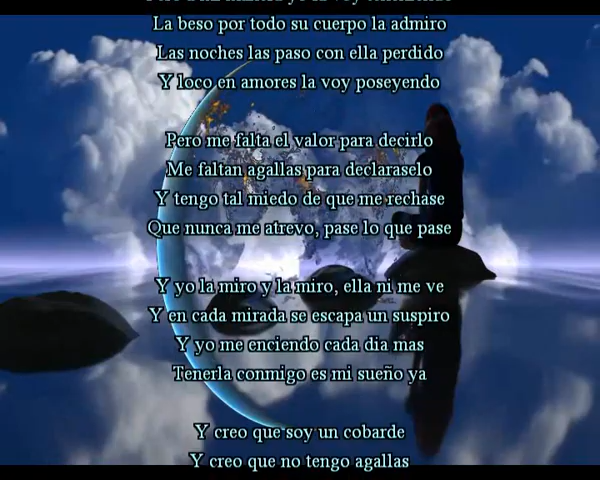 La beso por todo su cuerpo la admiro
Las noches las paso con ella perdido
Y loco en amores la voy poseyendo
Pero me falta el valor para decirlo
Me faltan agallas para declaraselo
Y tengo tal miedo de que me rechase
Que nunca me atrevo, pase lo que pase
Y yo la miro y la miro, ella ni me ve
Y en cada mirada se escapa un suspiro
Y yo me enciendo cada dia mas
Tenerla conmigo es mi sueño ya
Y creo que soy un cobarde
Y creo que no tengo agallas